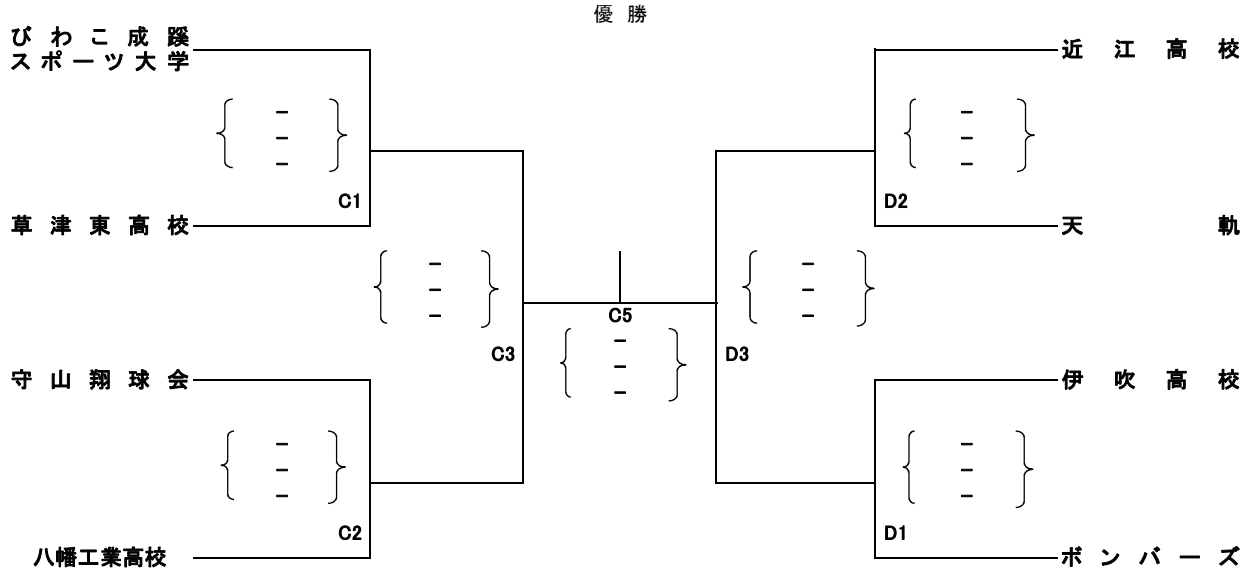 優勝
びわこ成蹊
スポーツ大学
近江高校
{ － }
{ － }
－
－
－
－
C1
D2
草津東高校
天軌
{ － }
{ － }
－
－
－
－
C5
C3
{ － }
D3
－
－
守山翔球会
伊吹高校
{ － }
{ － }
－
－
－
－
C2
D1
八幡工業高校
ボンバーズ